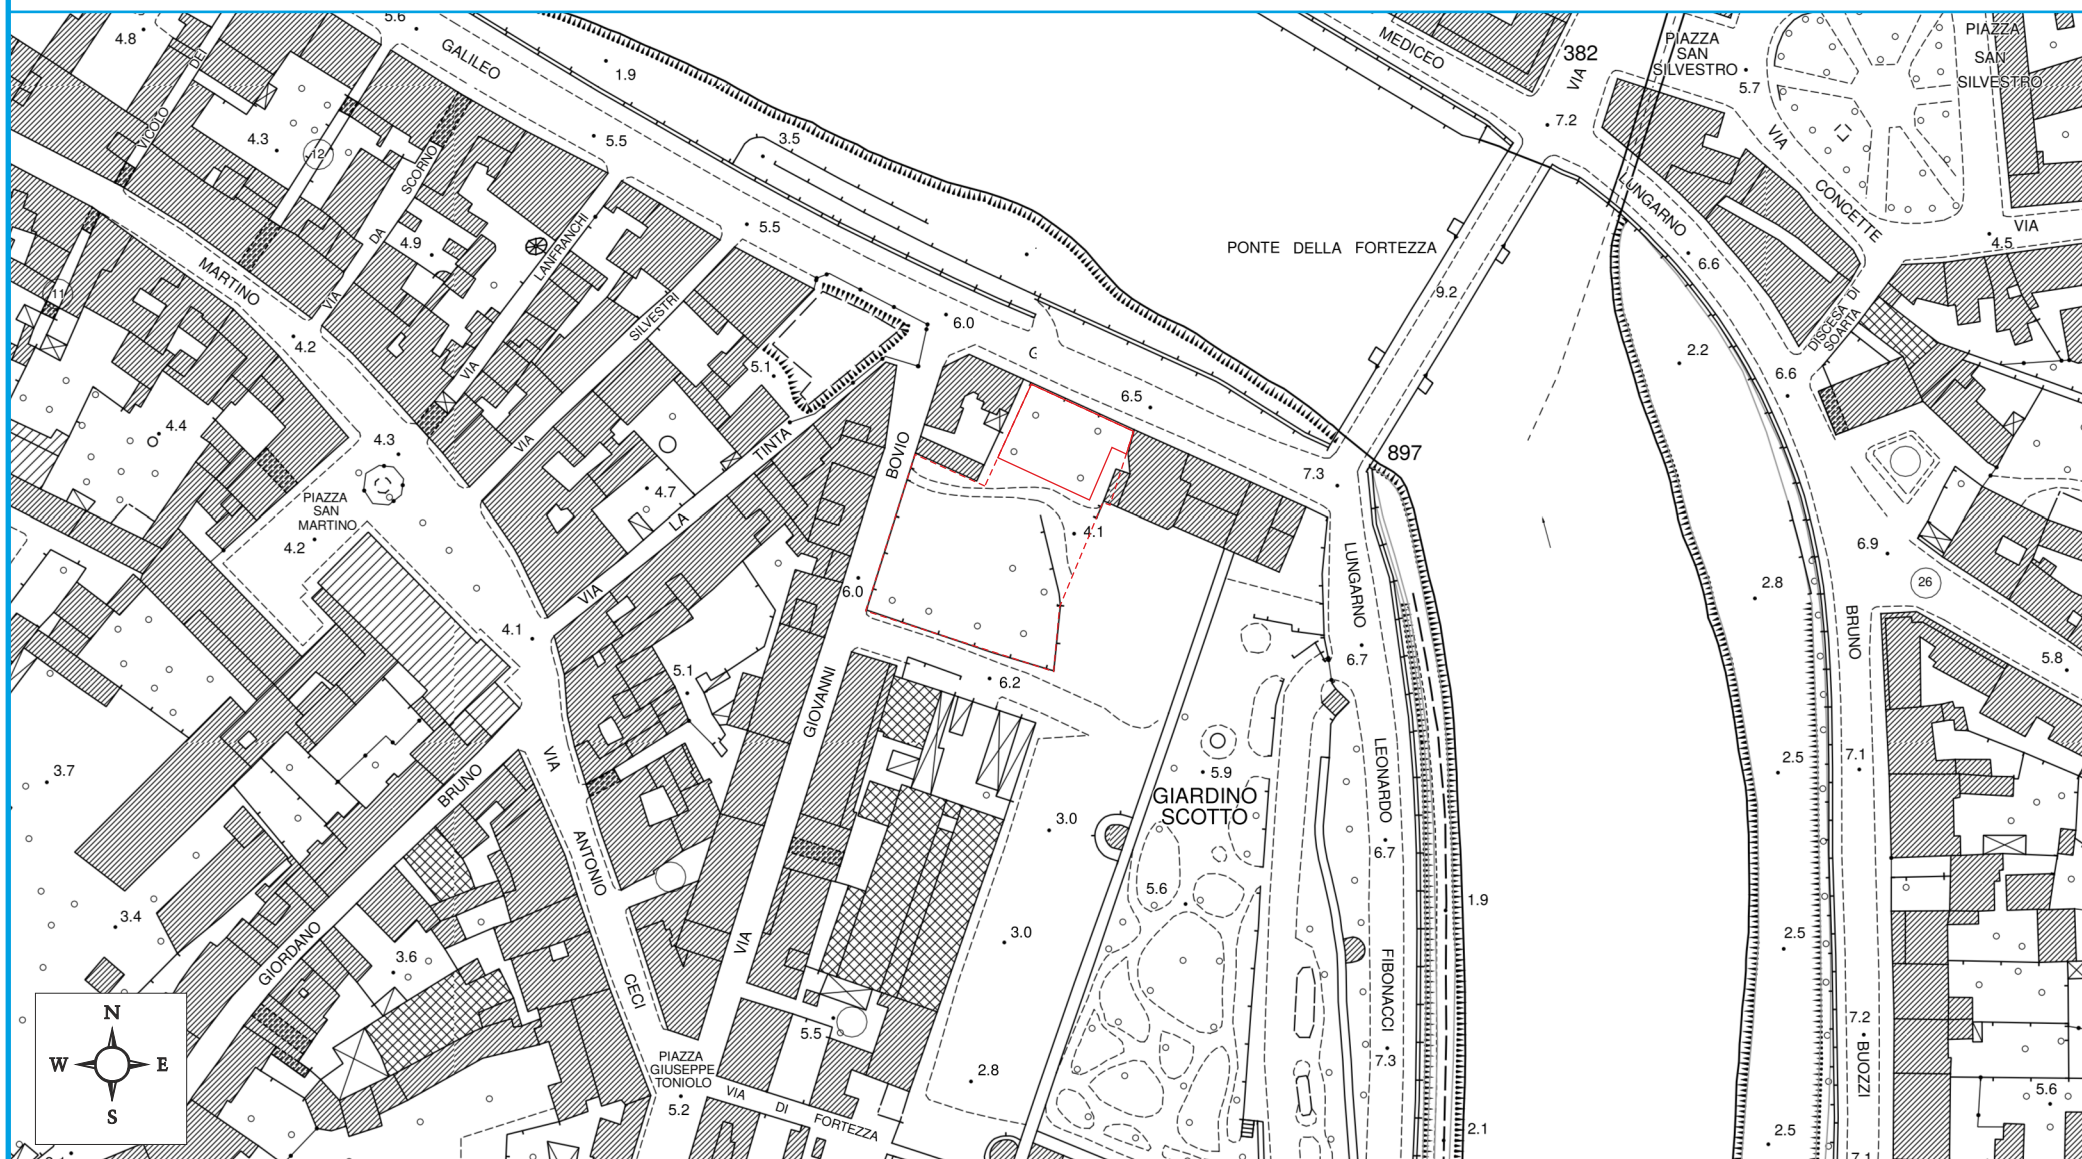 5.6
4.8
GALILEO
1.9
MEDICEO
382
VIA
PIAZZA
SAN
SILVESTRO
5.7
PIAZZA
SAN
SILVESTRO
DEI
VICOLO
4.3
12
SCORNO
5.5
3.5
7.2
VIA
CONCETTE
LUNGARNO
VIA
4.5
DA
4.9
LANFRANCHI
5.5
PONTE DELLA FORTEZZA
6.6
MARTINO
11
VIA
SILVESTRI
9.2
DISCESA DI
SOARTA
4.2
6.0
G
2.2
VIA
5.1
6.5
6.6
4.4
4.3
VIA
TINTA
BOVIO
897
7.3
PIAZZA
SAN
MARTINO
4.7
LA
4.2
4.1
6.9
LUNGARNO
26
2.8
VIA
6.0
4.1
BRUNO
5.1
6.7
5.8
6.2
GIOVANNI
VIA
LEONARDO
7.1
3.7
BRUNO
5.9
2.5
GIARDINO
SCOTTO
3.0
ANTONIO
6.7
5.6
1.9
3.4
3.0
2.5
GIORDANO
VIA
3.6
FIBONACCI
CECI
N
W
E
S
5.5
7.2
7.3
BUOZZI
PIAZZA
GIUSEPPE
TONIOLO
2.8
5.2
VIA DI FORTEZZA
5.6
2.1
2.5
7.1